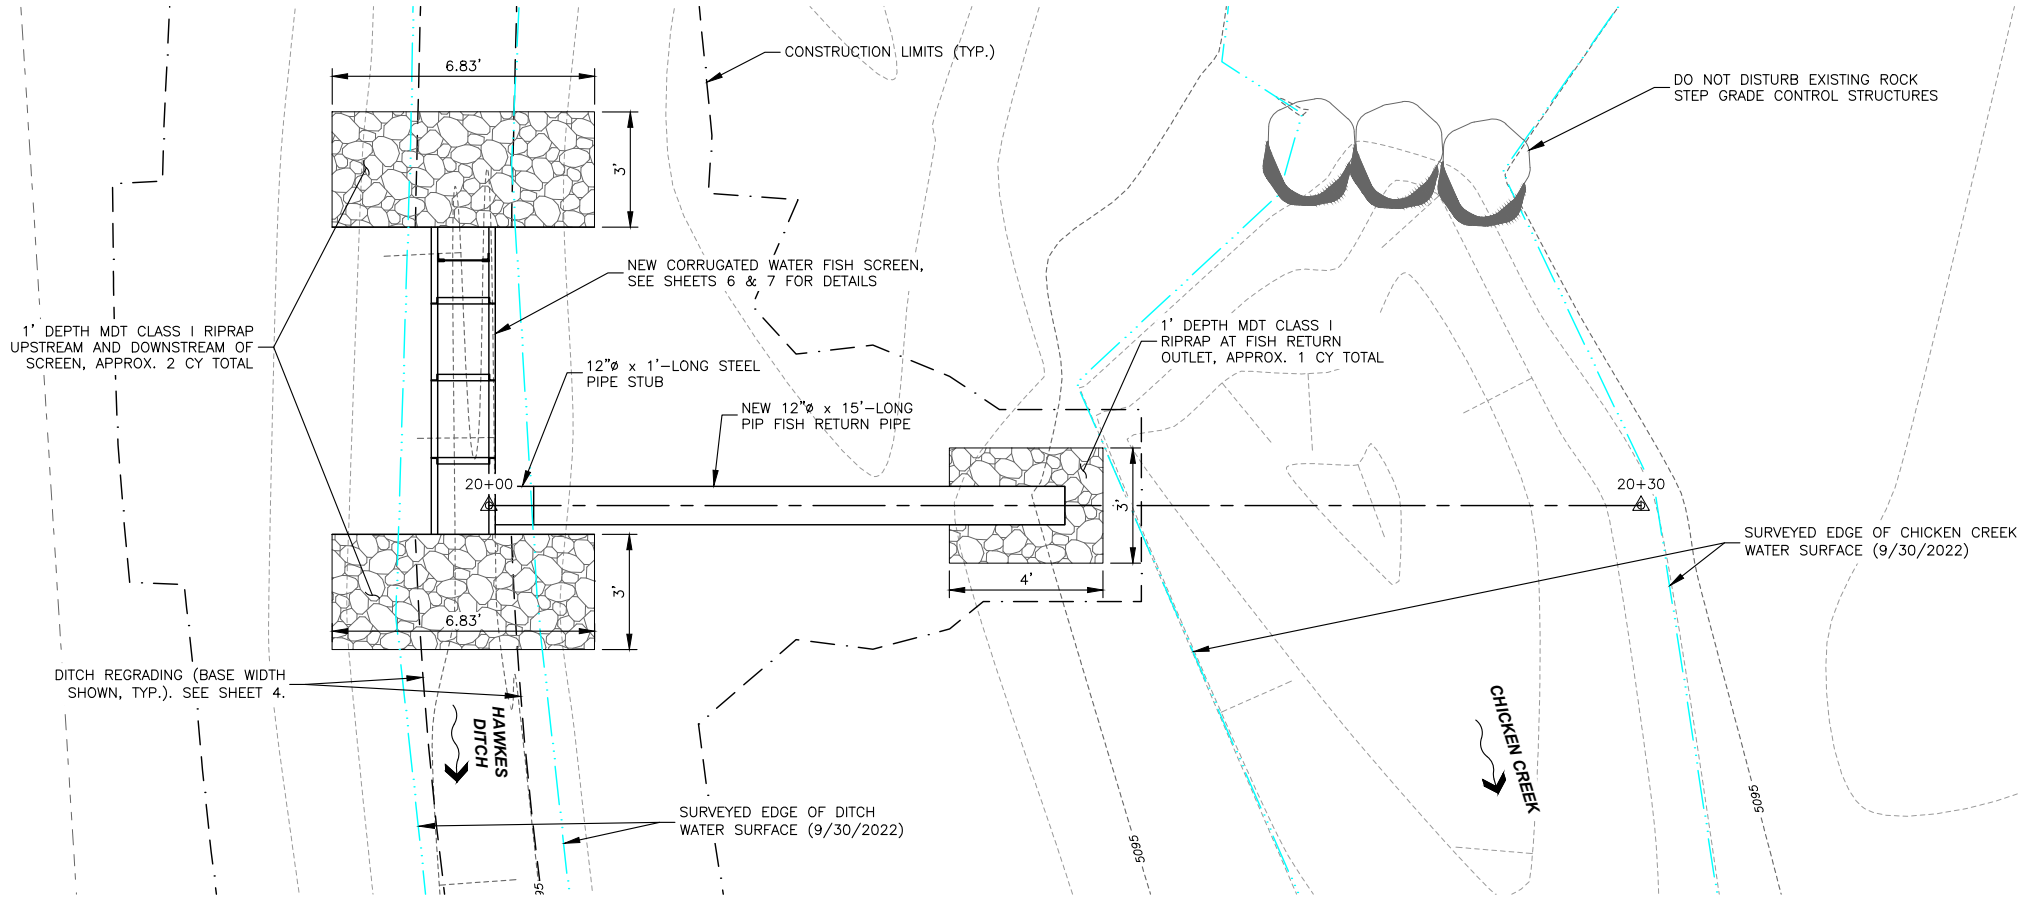 CONSTRUCTION LIMITS (TYP.)
6.83'
DO NOT DISTURB EXISTING ROCK
STEP GRADE CONTROL STRUCTURES
3'
NEW CORRUGATED WATER FISH SCREEN,
SEE SHEETS 6 & 7 FOR DETAILS
1' DEPTH MDT CLASS I RIPRAP
UPSTREAM AND DOWNSTREAM OF
SCREEN, APPROX. 2 CY TOTAL
1' DEPTH MDT CLASS I
RIPRAP AT FISH RETURN
OUTLET, APPROX. 1 CY TOTAL
12"ø x 1'-LONG STEEL
PIPE STUB
NEW 12"ø x 15'-LONG
PIP FISH RETURN PIPE
20+00
20+30
3'
SURVEYED EDGE OF CHICKEN CREEK
WATER SURFACE (9/30/2022)
4'
3'
6.83'
DITCH REGRADING (BASE WIDTH
SHOWN, TYP.). SEE SHEET 4.
HAWKES
DITCH
CHICKEN CREEK
SURVEYED EDGE OF DITCH
WATER SURFACE (9/30/2022)
5095
5095
95